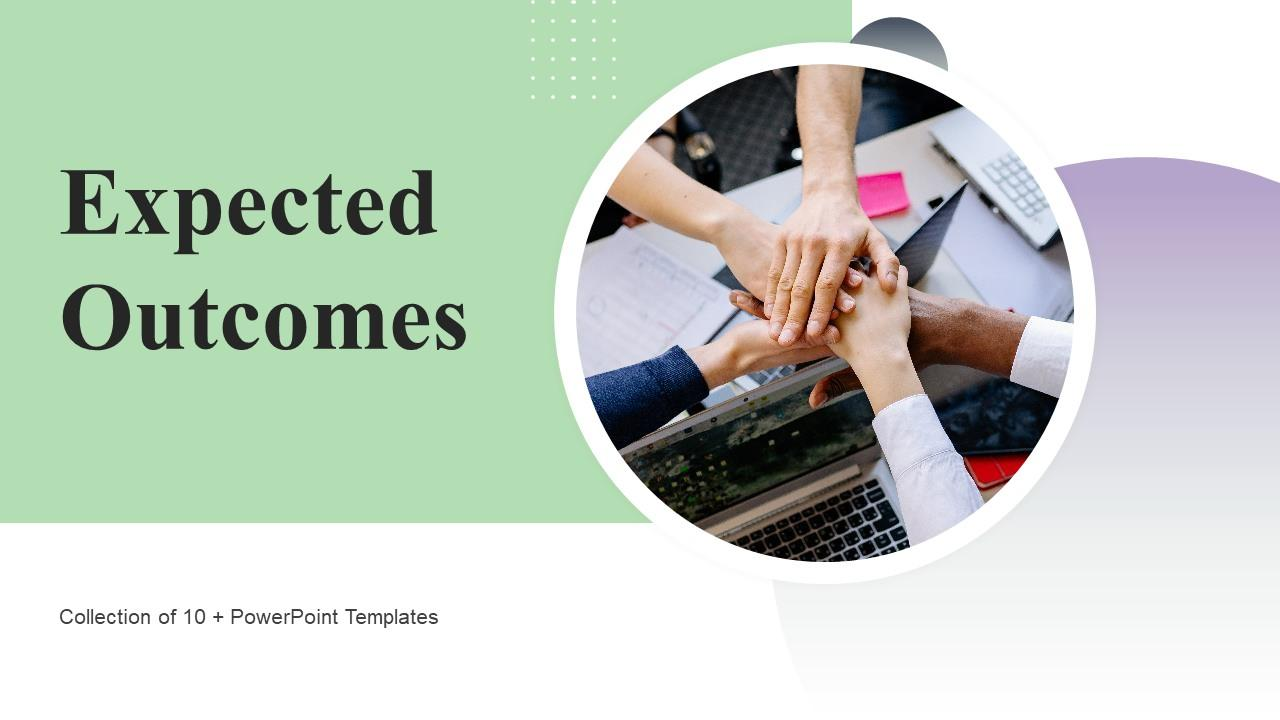 Expected
Outcomes
Collection of 10 + PowerPoint Templates